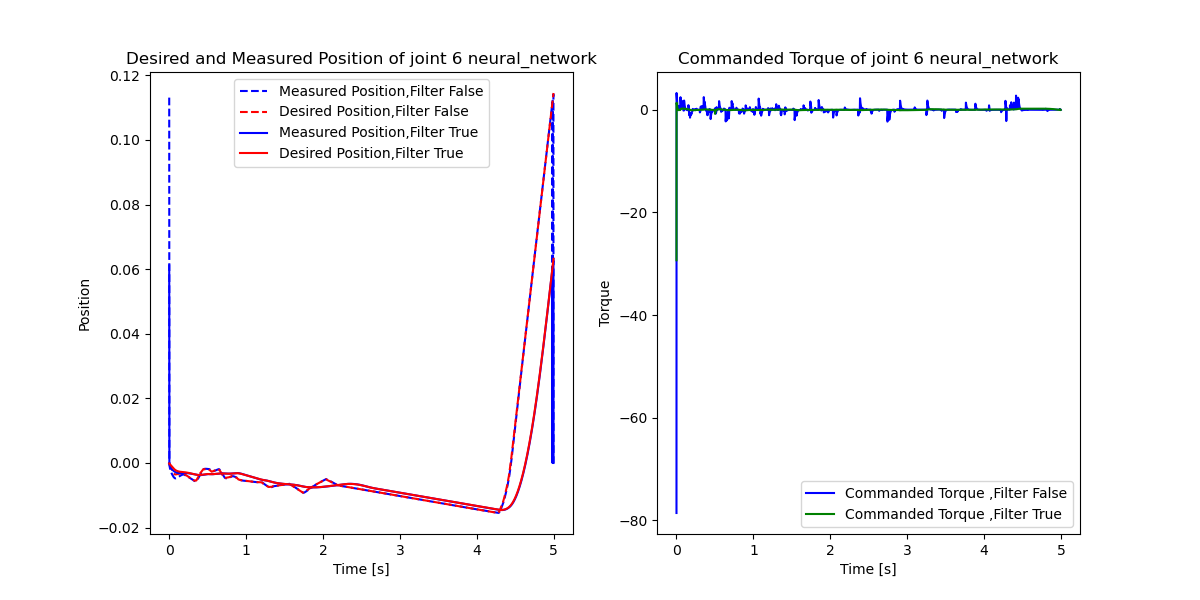 Desired and Measured Position of joint 6 neural_network
0.12
0.10
0.08
0.06
0.04
0.02
0.00
−0.02
Position
Measured Position,Filter False
Desired Position,Filter False
Measured Position,Filter True
Desired Position,Filter True
0 1 2 3 4 5
Time [s]
Commanded Torque of joint 6 neural_network
0
−20
−40
−60
−80
Torque
Commanded Torque ,Filter False
Commanded Torque ,Filter True
0 1 2 3 4 5
Time [s]